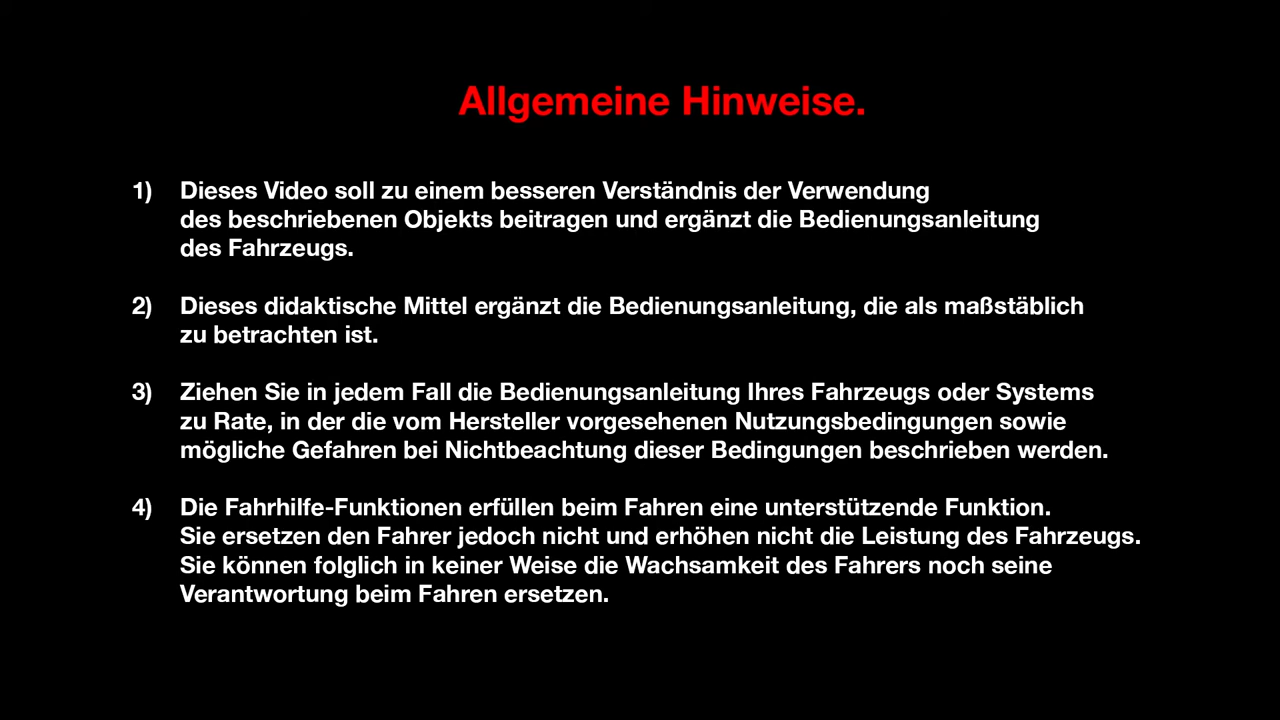 Allgemeine Hinweise.
1) Dieses Video soll zu einem besseren Verständnis der Verwendung
des beschriebenen Objekts beitragen und ergänzt die Bedienungsanleitung
des Fahrzeugs.
2) Dieses didaktische Mittel ergänzt die Bedienungsanleitung, die als maßstäblich
zu betrachten ist.
3) Ziehen Sie in jedem Fall die Bedienungsanleitung Ihres Fahrzeugs oder Systems
zu Rate, in der die vom Hersteller vorgesehenen Nutzungsbedingungen sowie
mögliche Gefahren bei Nichtbeachtung dieser Bedingungen beschrieben werden.
4) Die Fahrhilfe-Funktionen erfüllen beim Fahren eine unterstützende Funktion.
Sie ersetzen den Fahrer jedoch nicht und erhöhen nicht die Leistung des Fahrzeugs.
Sie können folglich in keiner Weise die Wachsamkeit des Fahrers noch seine
Verantwortung beim Fahren ersetzen.